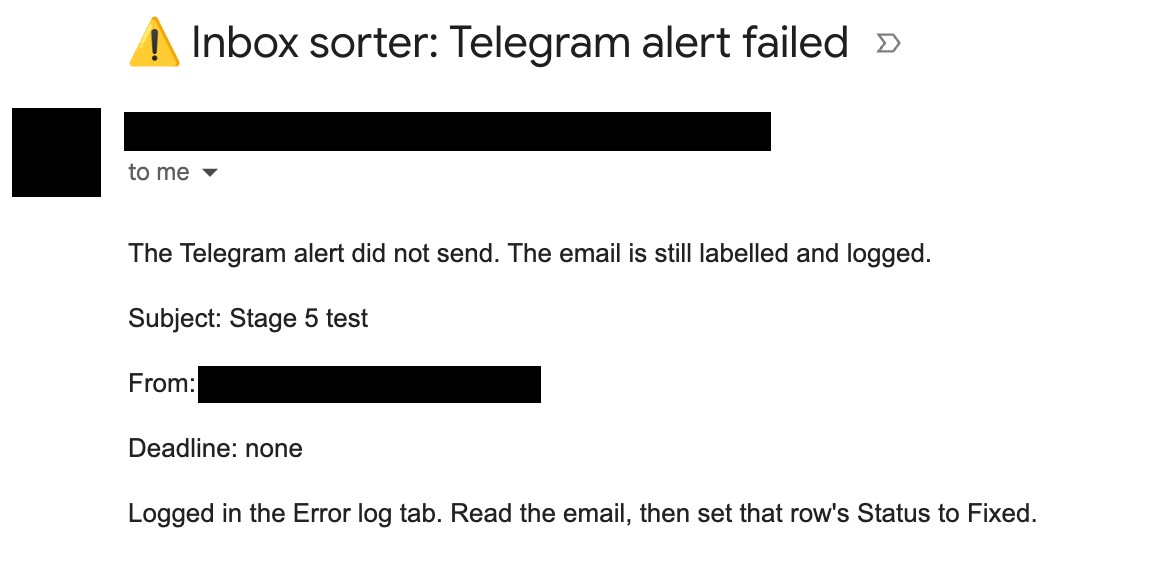 ⚠️ Inbox sorter: Telegram alert failed
to me
The Telegram alert did not send. The email is still labelled and logged.
Subject: Stage 5 test
From:
Deadline: none
Logged in the Error log tab. Read the email, then set that row's Status to Fixed.